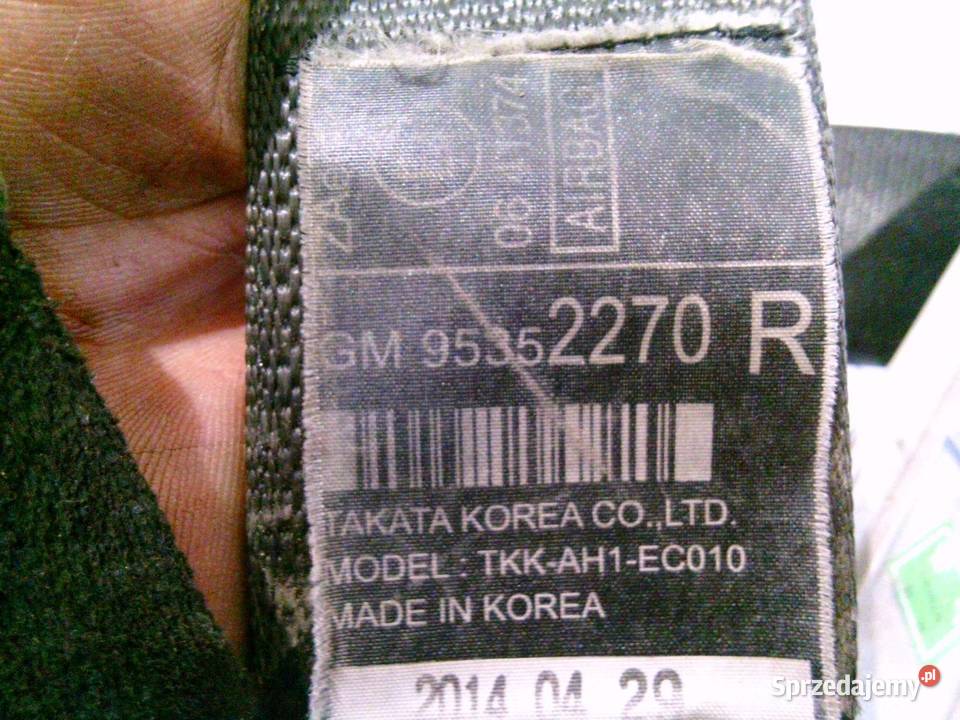 AIRBAG
GM 95352270 R
TAKATA KOREA CO.,LTD.
MODEL : TKK-AH1-EC010
MADE IN KOREA
2014 04 29
Sprzedajemy.pl